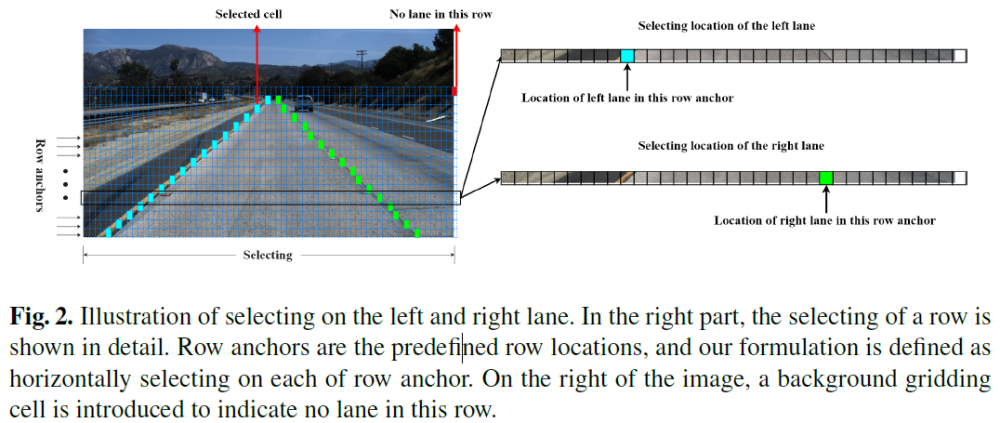 Selected cell
No lane in this row
Selecting location of the left lane
Location of left lane in this row anchor
Row anchors
Selecting location of the right lane
Location of right lane in this row anchor
Selecting
Fig. 2. Illustration of selecting on the left and right lane. In the right part, the selecting of a row is
shown in detail. Row anchors are the predefined row locations, and our formulation is defined as
horizontally selecting on each of row anchor. On the right of the image, a background gridding
cell is introduced to indicate no lane in this row.